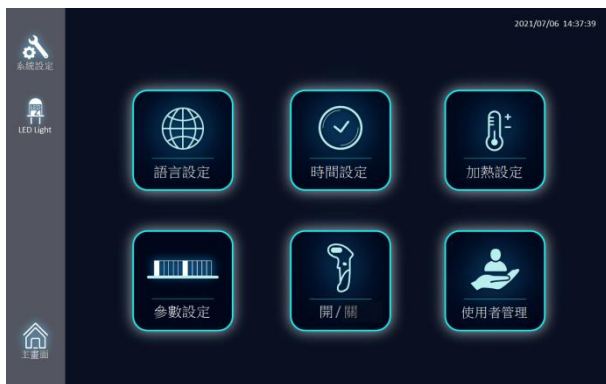 2021/07/06 14:37:39
系統設定
LED Light
語言設定
時間設定
加熱設定
參數設定
開/關
使用者管理
主畫面